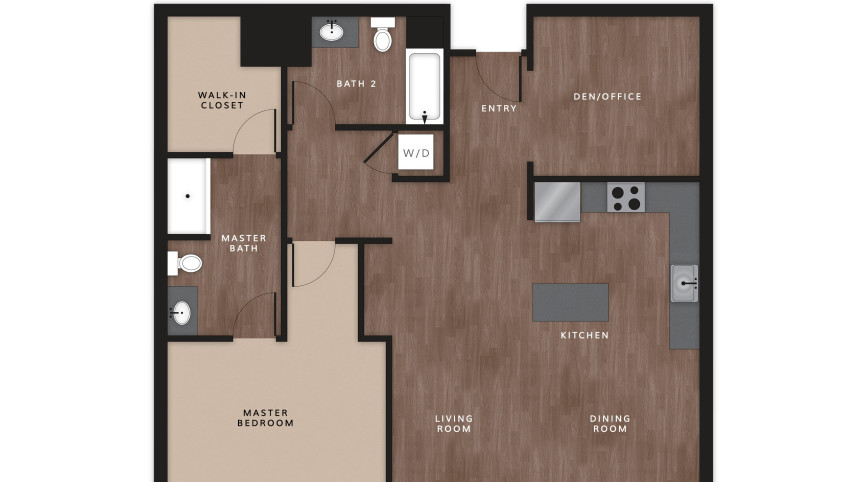 BATH 2
WALK-IN
CLOSET
DEN/OFFICE
ENTRY
W/D
MASTER
BATH
KITCHEN
MASTER
BEDROOM
LIVING
ROOM
DINING
ROOM